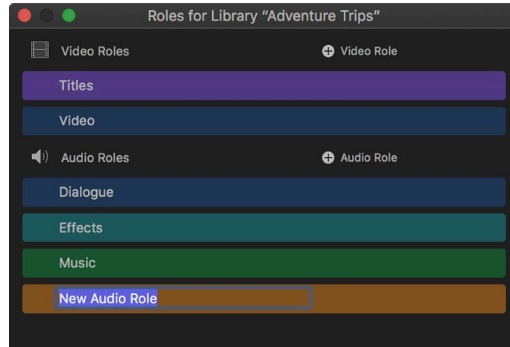 Roles for Library “Adventure Trips”
Video Roles
Video Role
Titles
Video
Audio Roles
Audio Role
Dialogue
Effects
Music
New Audio Role